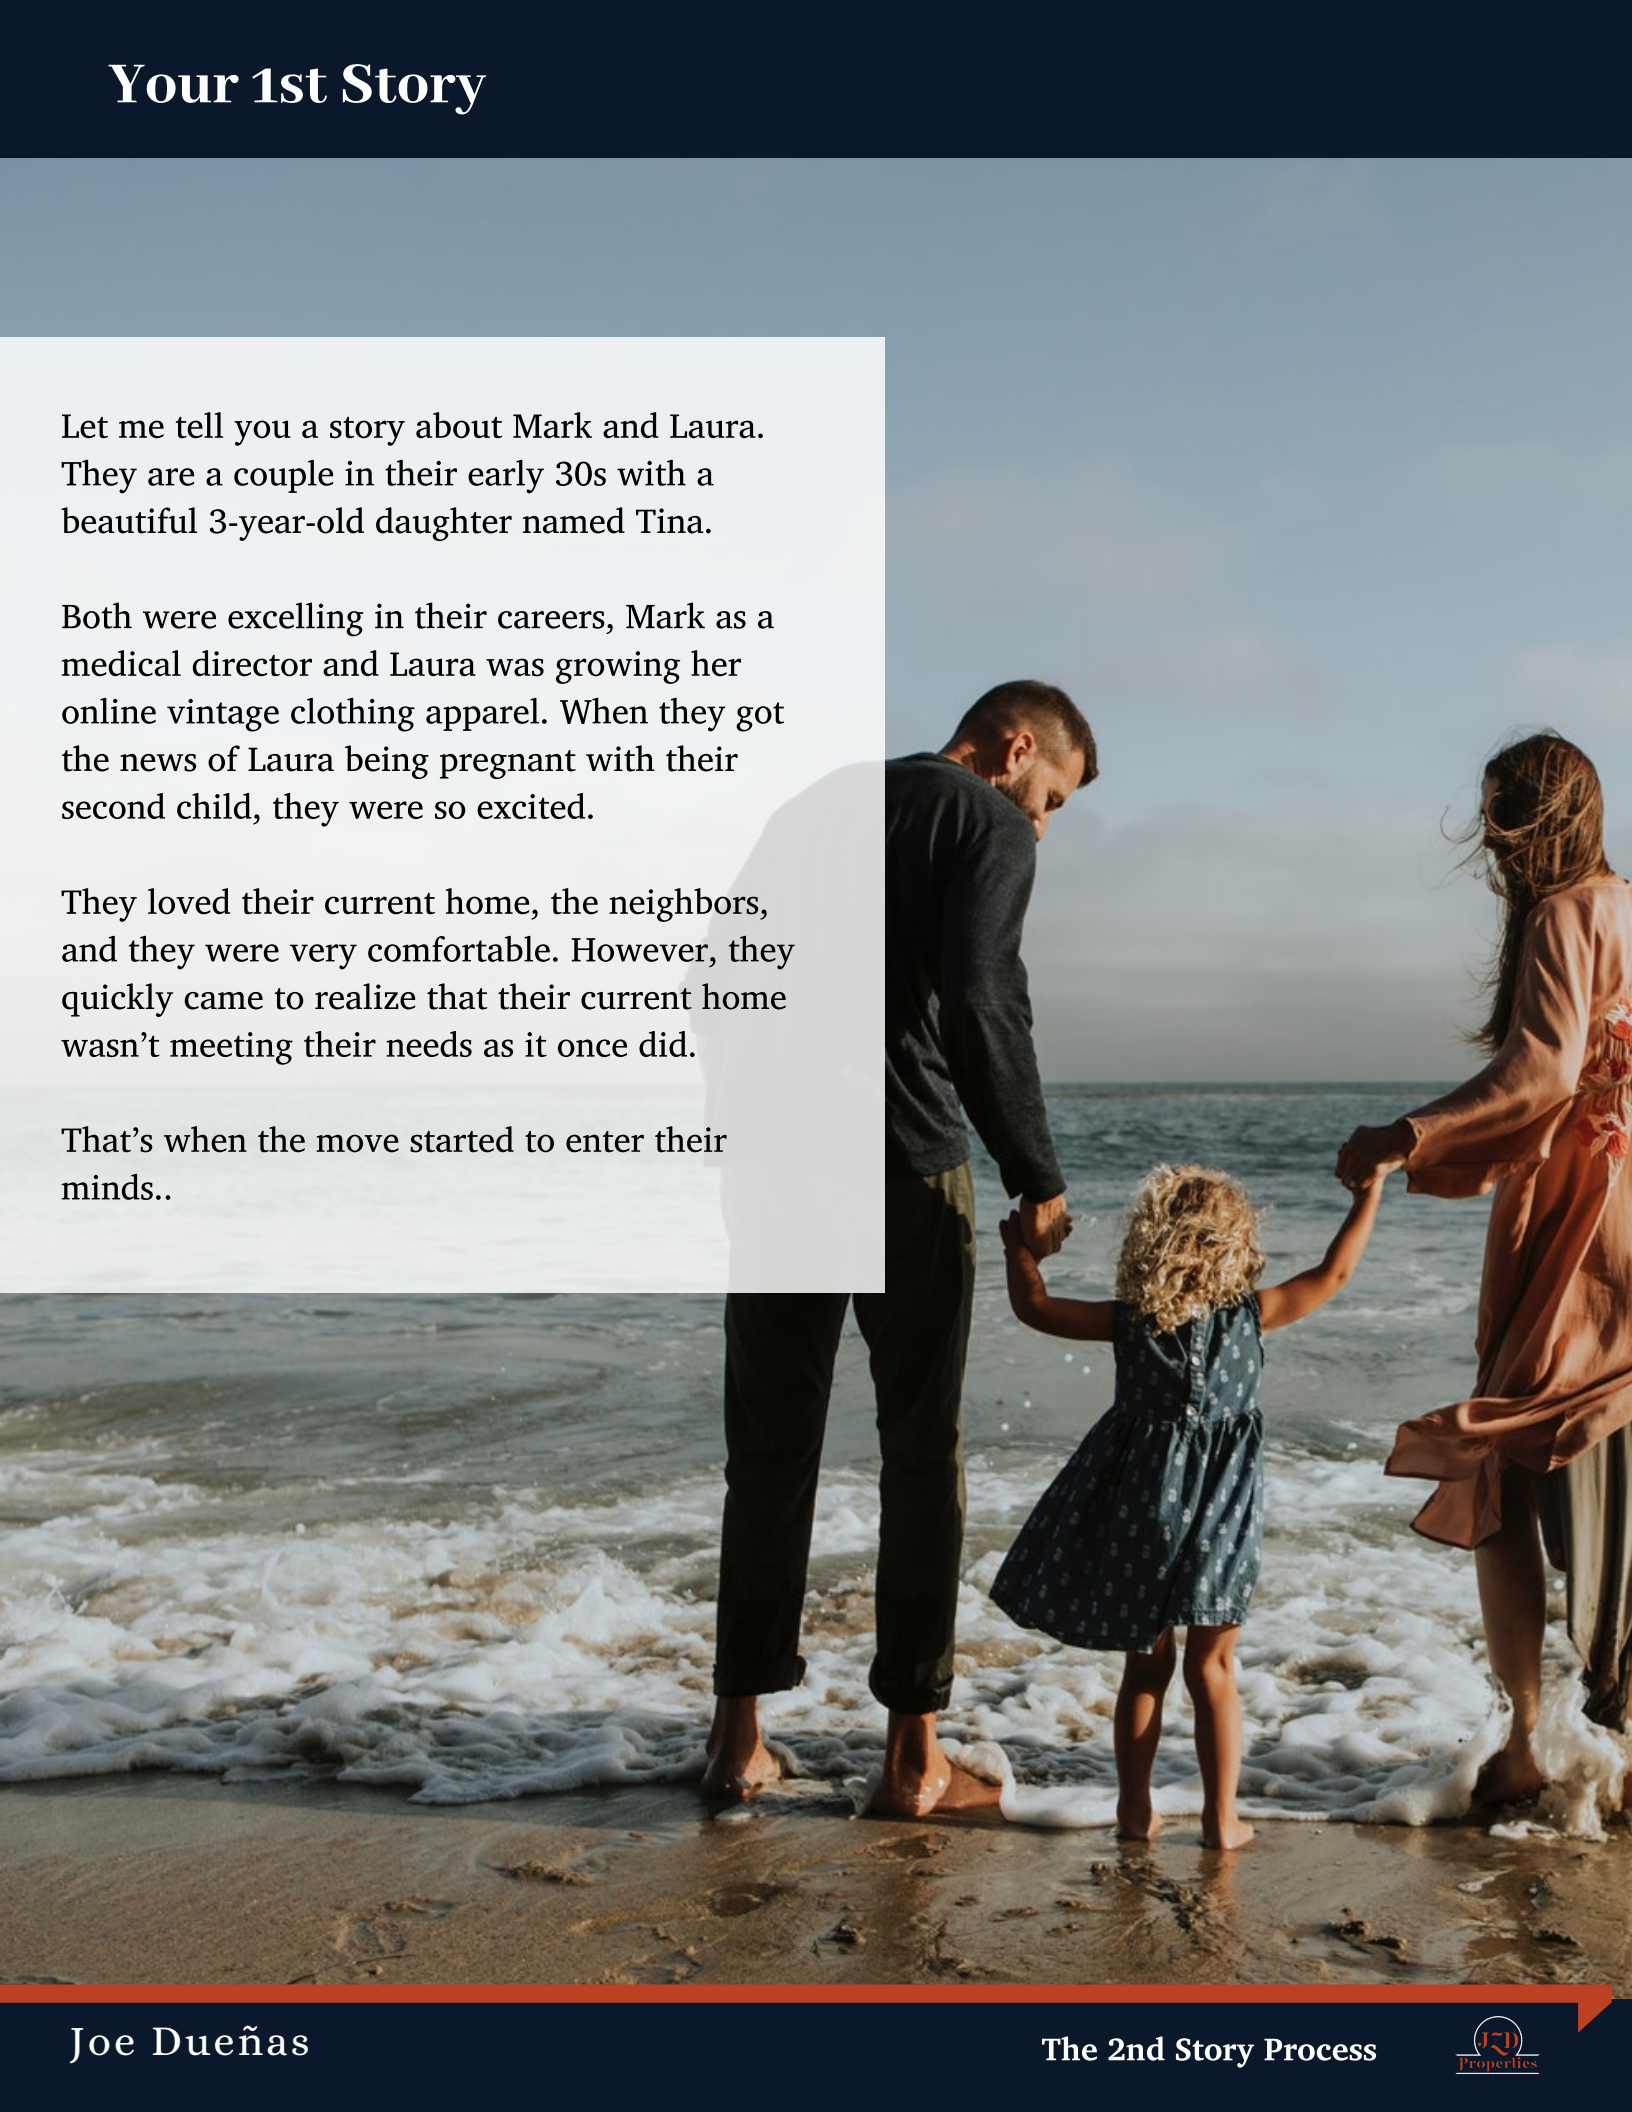 Your 1st Story
Let me tell you a story about Mark and Laura.
They are a couple in their early 30s with a
beautiful 3-year-old daughter named Tina.
Both were excelling in their careers, Mark as a
medical director and Laura was growing her
online vintage clothing apparel. When they got
the news of Laura being pregnant with their
second child, they were so excited.
They loved their current home, the neighbors,
and they were very comfortable. However, they
quickly came to realize that their current home
wasn’t meeting their needs as it once did.
That’s when the move started to enter their
minds..
Joe Dueñas
The 2nd Story Process
JZD
Properties